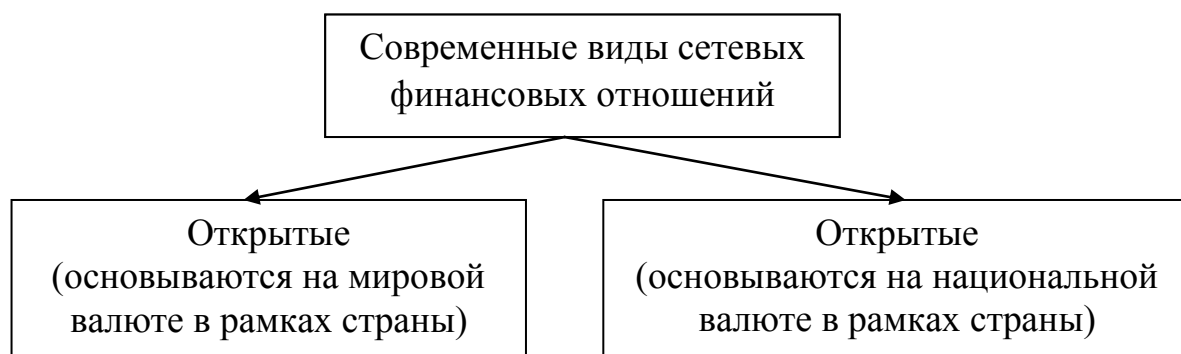 Современные виды сетевых
финансовых отношений
Открытые
(основываются на мировой
валюте в рамках страны)
Открытые
(основываются на национальной
валюте в рамках страны)